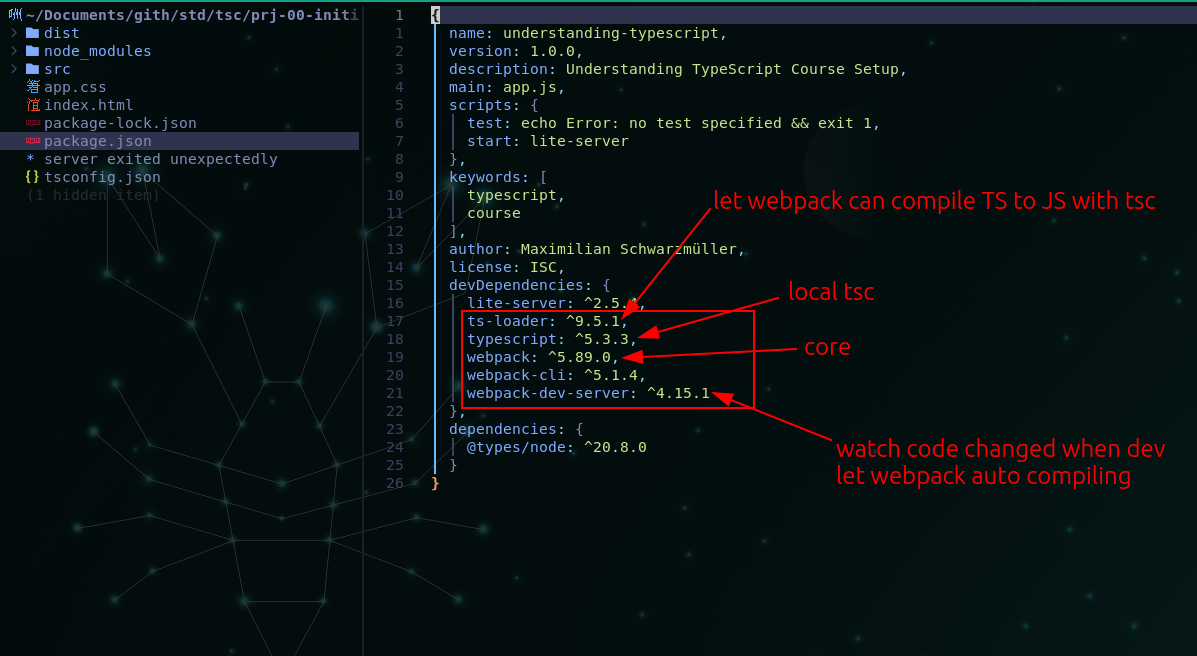 ~/Documents/gith/std/tsc/prj-00-initi
> dist
> node_modules
> src
app.css
index.html
package-lock.json
package.json
* server exited unexpectedly
{} tsconfig.json
(1 hidden item)
1 {
1 name: understanding-typescript,
2 version: 1.0.0,
3 description: Understanding TypeScript Course Setup,
4 main: app.js,
5 scripts: {
6 test: echo Error: no test specified && exit 1,
7 start: lite-server
8 },
9 keywords: [
10 typescript,
11 course
12 ],
13 author: Maximilian Schwarzmüller,
14 license: ISC,
15 devDependencies: {
16 lite-server: ^2.5.4,
17 ts-loader: ^9.5.1,
18 typescript: ^5.3.3,
19 webpack: ^5.89.0,
20 webpack-cli: ^5.1.4,
21 webpack-dev-server: ^4.15.1
22 },
23 dependencies: {
24 @types/node: ^20.8.0
25 }
26 }
let webpack can compile TS to JS with tsc
local tsc
core
watch code changed when dev
let webpack auto compiling